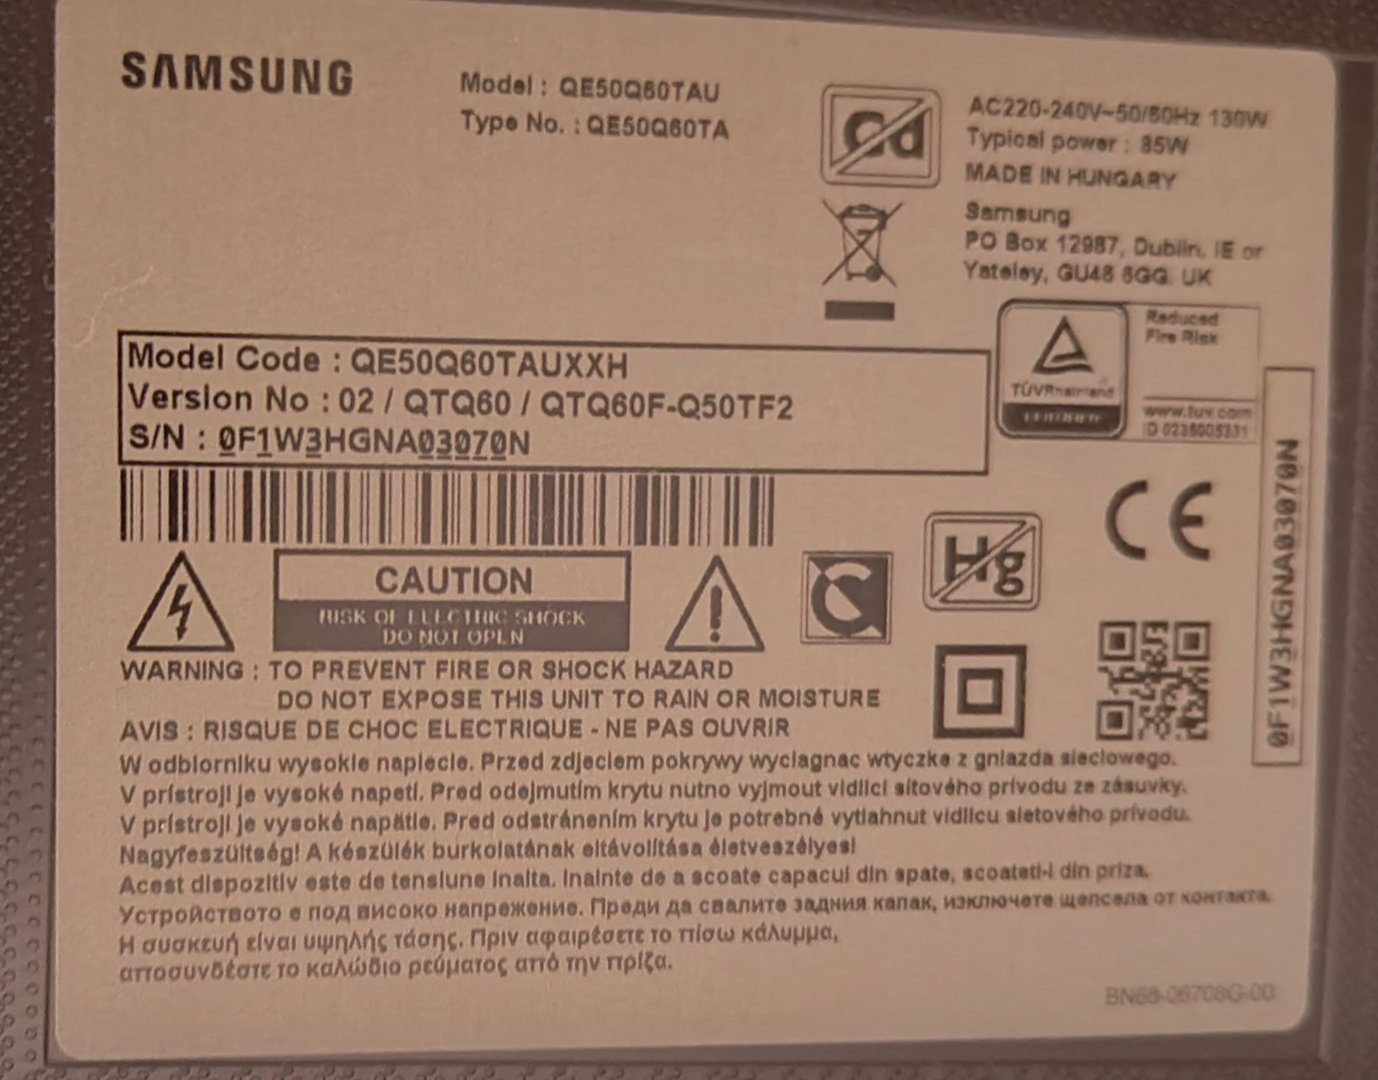 SAMSUNG
Model : QE50Q60TAU
Type No. : QE50Q60TA
Cd
AC220-240V~50/60Hz 130W
Typical power : 85W
MADE IN HUNGARY
Samsung
PO Box 12987, Dublin. IE or
Yateley, GU46 6GG. UK
Reduced
Fire Risk
TÜVRheinland
CERTIFIED
www.tuv.com
ID 0235005331
Model Code : QE50Q60TAUXXH
Version No : 02 / QTQ60 / QTQ60F-Q50TF2
S/N : 0F1W3HGNA03070N
0F1W3HGNA03070N
CE
Hg
CAUTION
RISK OF ELECTRIC SHOCK
DO NOT OPEN
WARNING : TO PREVENT FIRE OR SHOCK HAZARD
DO NOT EXPOSE THIS UNIT TO RAIN OR MOISTURE
AVIS : RISQUE DE CHOC ELECTRIQUE - NE PAS OUVRIR
W odbiorniku wysokie napiecie. Przed zdjeciem pokrywy wyciagnac wtyczke z gniazda sieciowego.
V prístroji je vysoké napetí. Pred odejmutím krytu nutno vyjmout vidlici sítového prívodu ze zásuvky.
V prístroji je vysoké napätie. Pred odstránením krytu je potrebné vytiahnut vidlicu sietového prívodu.
Nagyfeszültség! A készülék burkolatának eltávolítása életveszélyes!
Acest dispozitiv este de tensiune inalta. Inainte de a scoate capacul din spate, scoateti-l din priza.
Устройството е под високо напрежение. Преди да свалите задния капак, изключете щепсела от контакта.
Η συσκευή είναι υψηλής τάσης. Πριν αφαιρέσετε το πίσω κάλυμμα,
αποσυνδέστε το καλώδιο ρεύματος από την πρίζα.
BN68-06708G-00